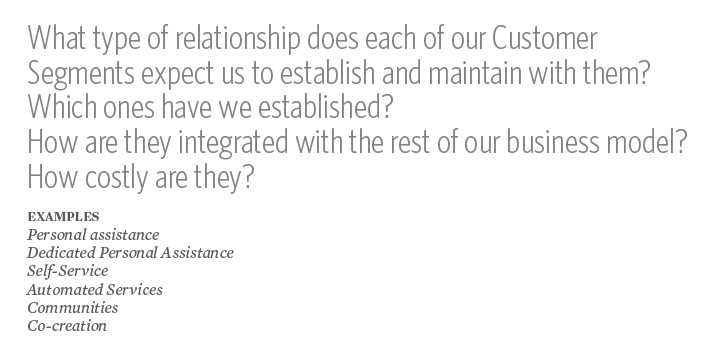 What type of relationship does each of our Customer
Segments expect us to establish and maintain with them?
Which ones have we established?
How are they integrated with the rest of our business model?
How costly are they?
EXAMPLES
Personal assistance
Dedicated Personal Assistance
Self-Service
Automated Services
Communities
Co-creation